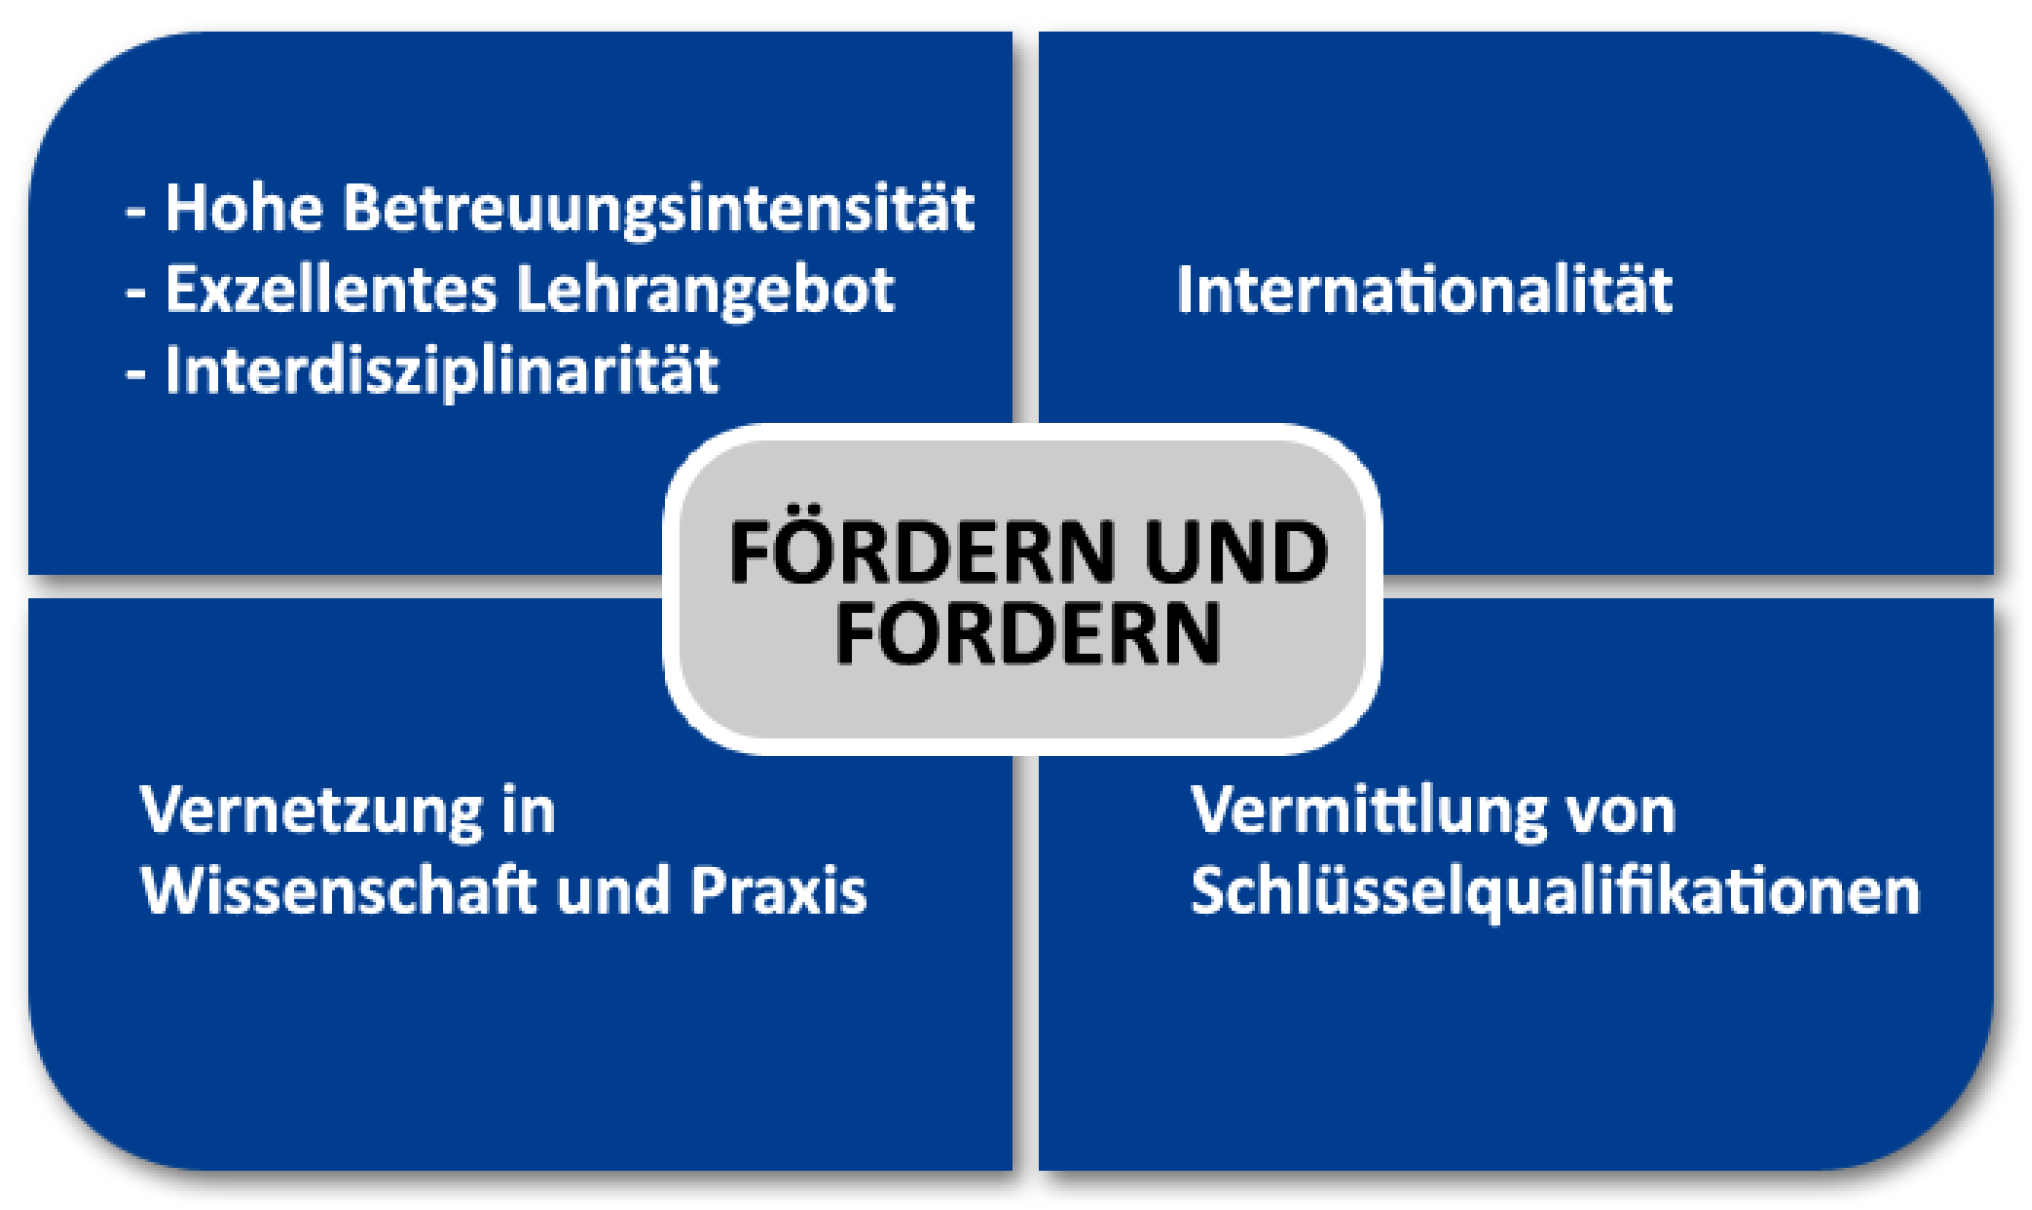 - Hohe Betreuungsintensität
- Exzellentes Lehrangebot
- Interdisziplinarität
Internationalität
FÖRDERN UND
FORDERN
Vernetzung in
Wissenschaft und Praxis
Vermittlung von
Schlüsselqualifikationen